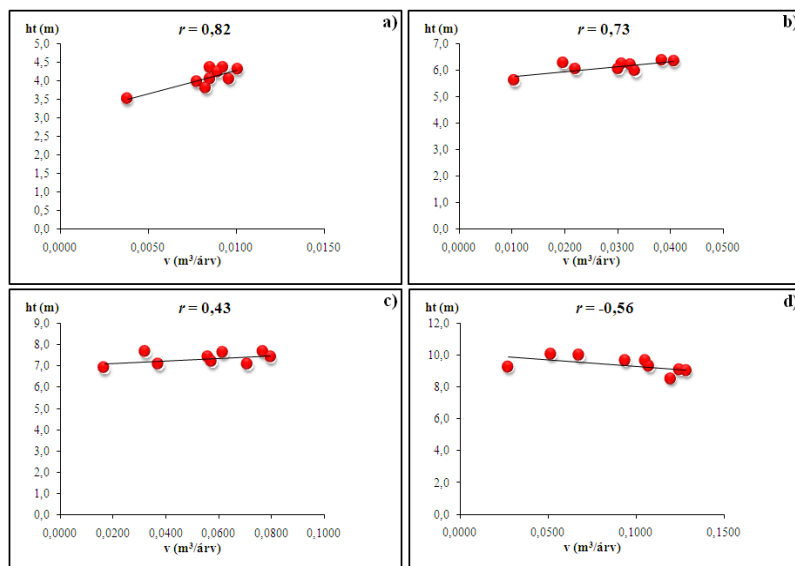 a)
ht (m)
r = 0,82
5,0
4,5
4,0
3,5
3,0
2,5
2,0
1,5
1,0
0,5
0,0
0,0000 0,0050 0,0100 0,0150
v (m³/árv)
b)
ht (m)
r = 0,73
7,0
6,0
5,0
4,0
3,0
2,0
1,0
0,0
0,0000 0,0100 0,0200 0,0300 0,0400 0,0500
v (m³/árv)
c)
ht (m)
r = 0,43
9,0
8,0
7,0
6,0
5,0
4,0
3,0
2,0
1,0
0,0
0,0000 0,0200 0,0400 0,0600 0,0800 0,1000
v (m³/árv)
d)
ht (m)
r = -0,56
12,0
10,0
8,0
6,0
4,0
2,0
0,0
0,0000 0,0500 0,1000 0,1500
v (m³/árv)